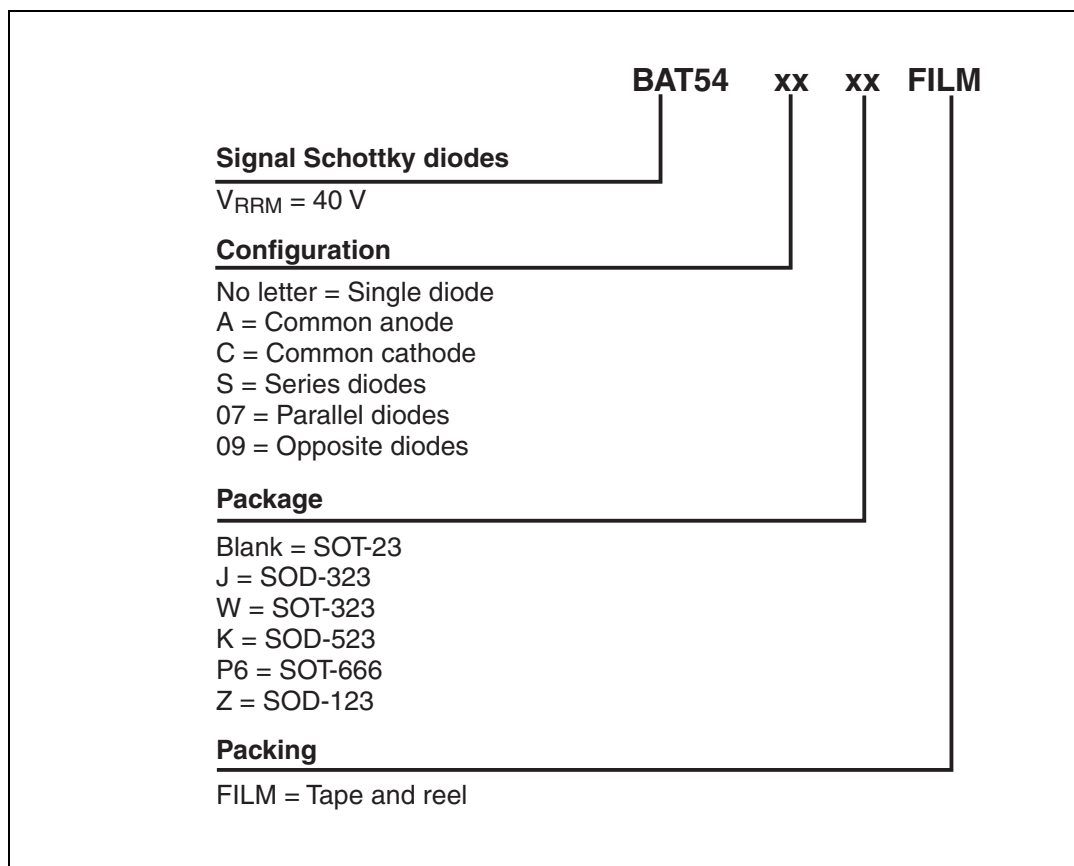 BAT54 xx xx FILM
Signal Schottky diodes
VRRM = 40 V
Configuration
No letter = Single diode
A = Common anode
C = Common cathode
S = Series diodes
07 = Parallel diodes
09 = Opposite diodes
Package
Blank = SOT-23
J = SOD-323
W = SOT-323
K = SOD-523
P6 = SOT-666
Z = SOD-123
Packing
FILM = Tape and reel